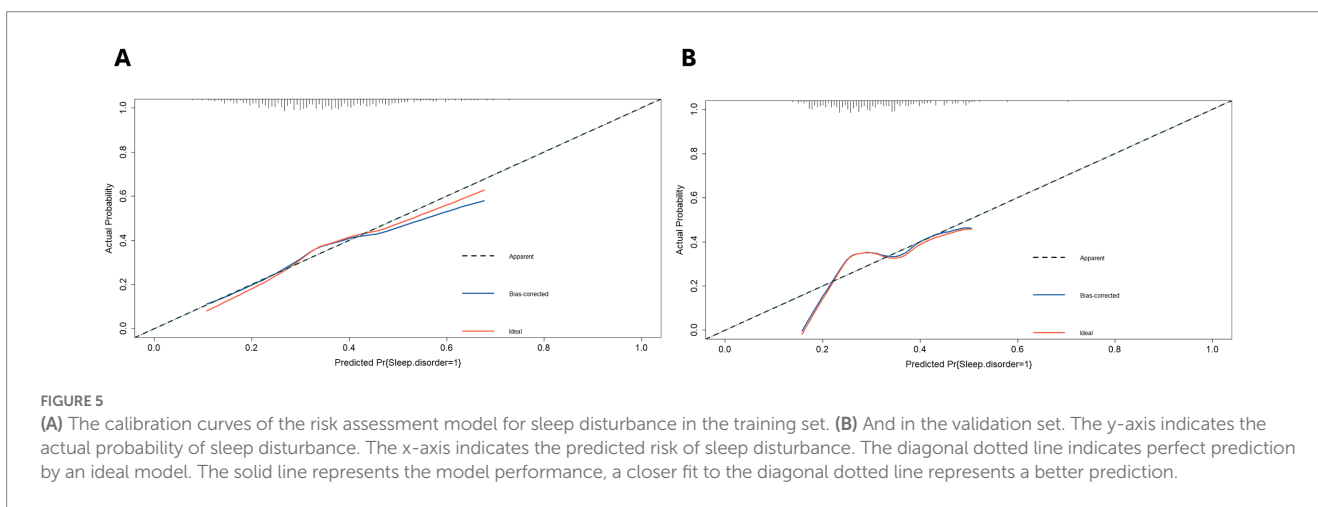 A
B
1.0
0.8
0.6
0.4
0.2
0.0
Actual Probability
Apparent
Bias-corrected
Ideal
0.0 0.2 0.4 0.6 0.8 1.0
Predicted Pr{Sleep.disorder=1}
1.0
0.8
0.6
0.4
0.2
0.0
Actual Probability
Apparent
Bias-corrected
Ideal
0.0 0.2 0.4 0.6 0.8 1.0
Predicted Pr{Sleep.disorder=1}
FIGURE 5
(A) The calibration curves of the risk assessment model for sleep disturbance in the training set. (B) And in the validation set. The y-axis indicates the
actual probability of sleep disturbance. The x-axis indicates the predicted risk of sleep disturbance. The diagonal dotted line indicates perfect prediction
by an ideal model. The solid line represents the model performance, a closer fit to the diagonal dotted line represents a better prediction.